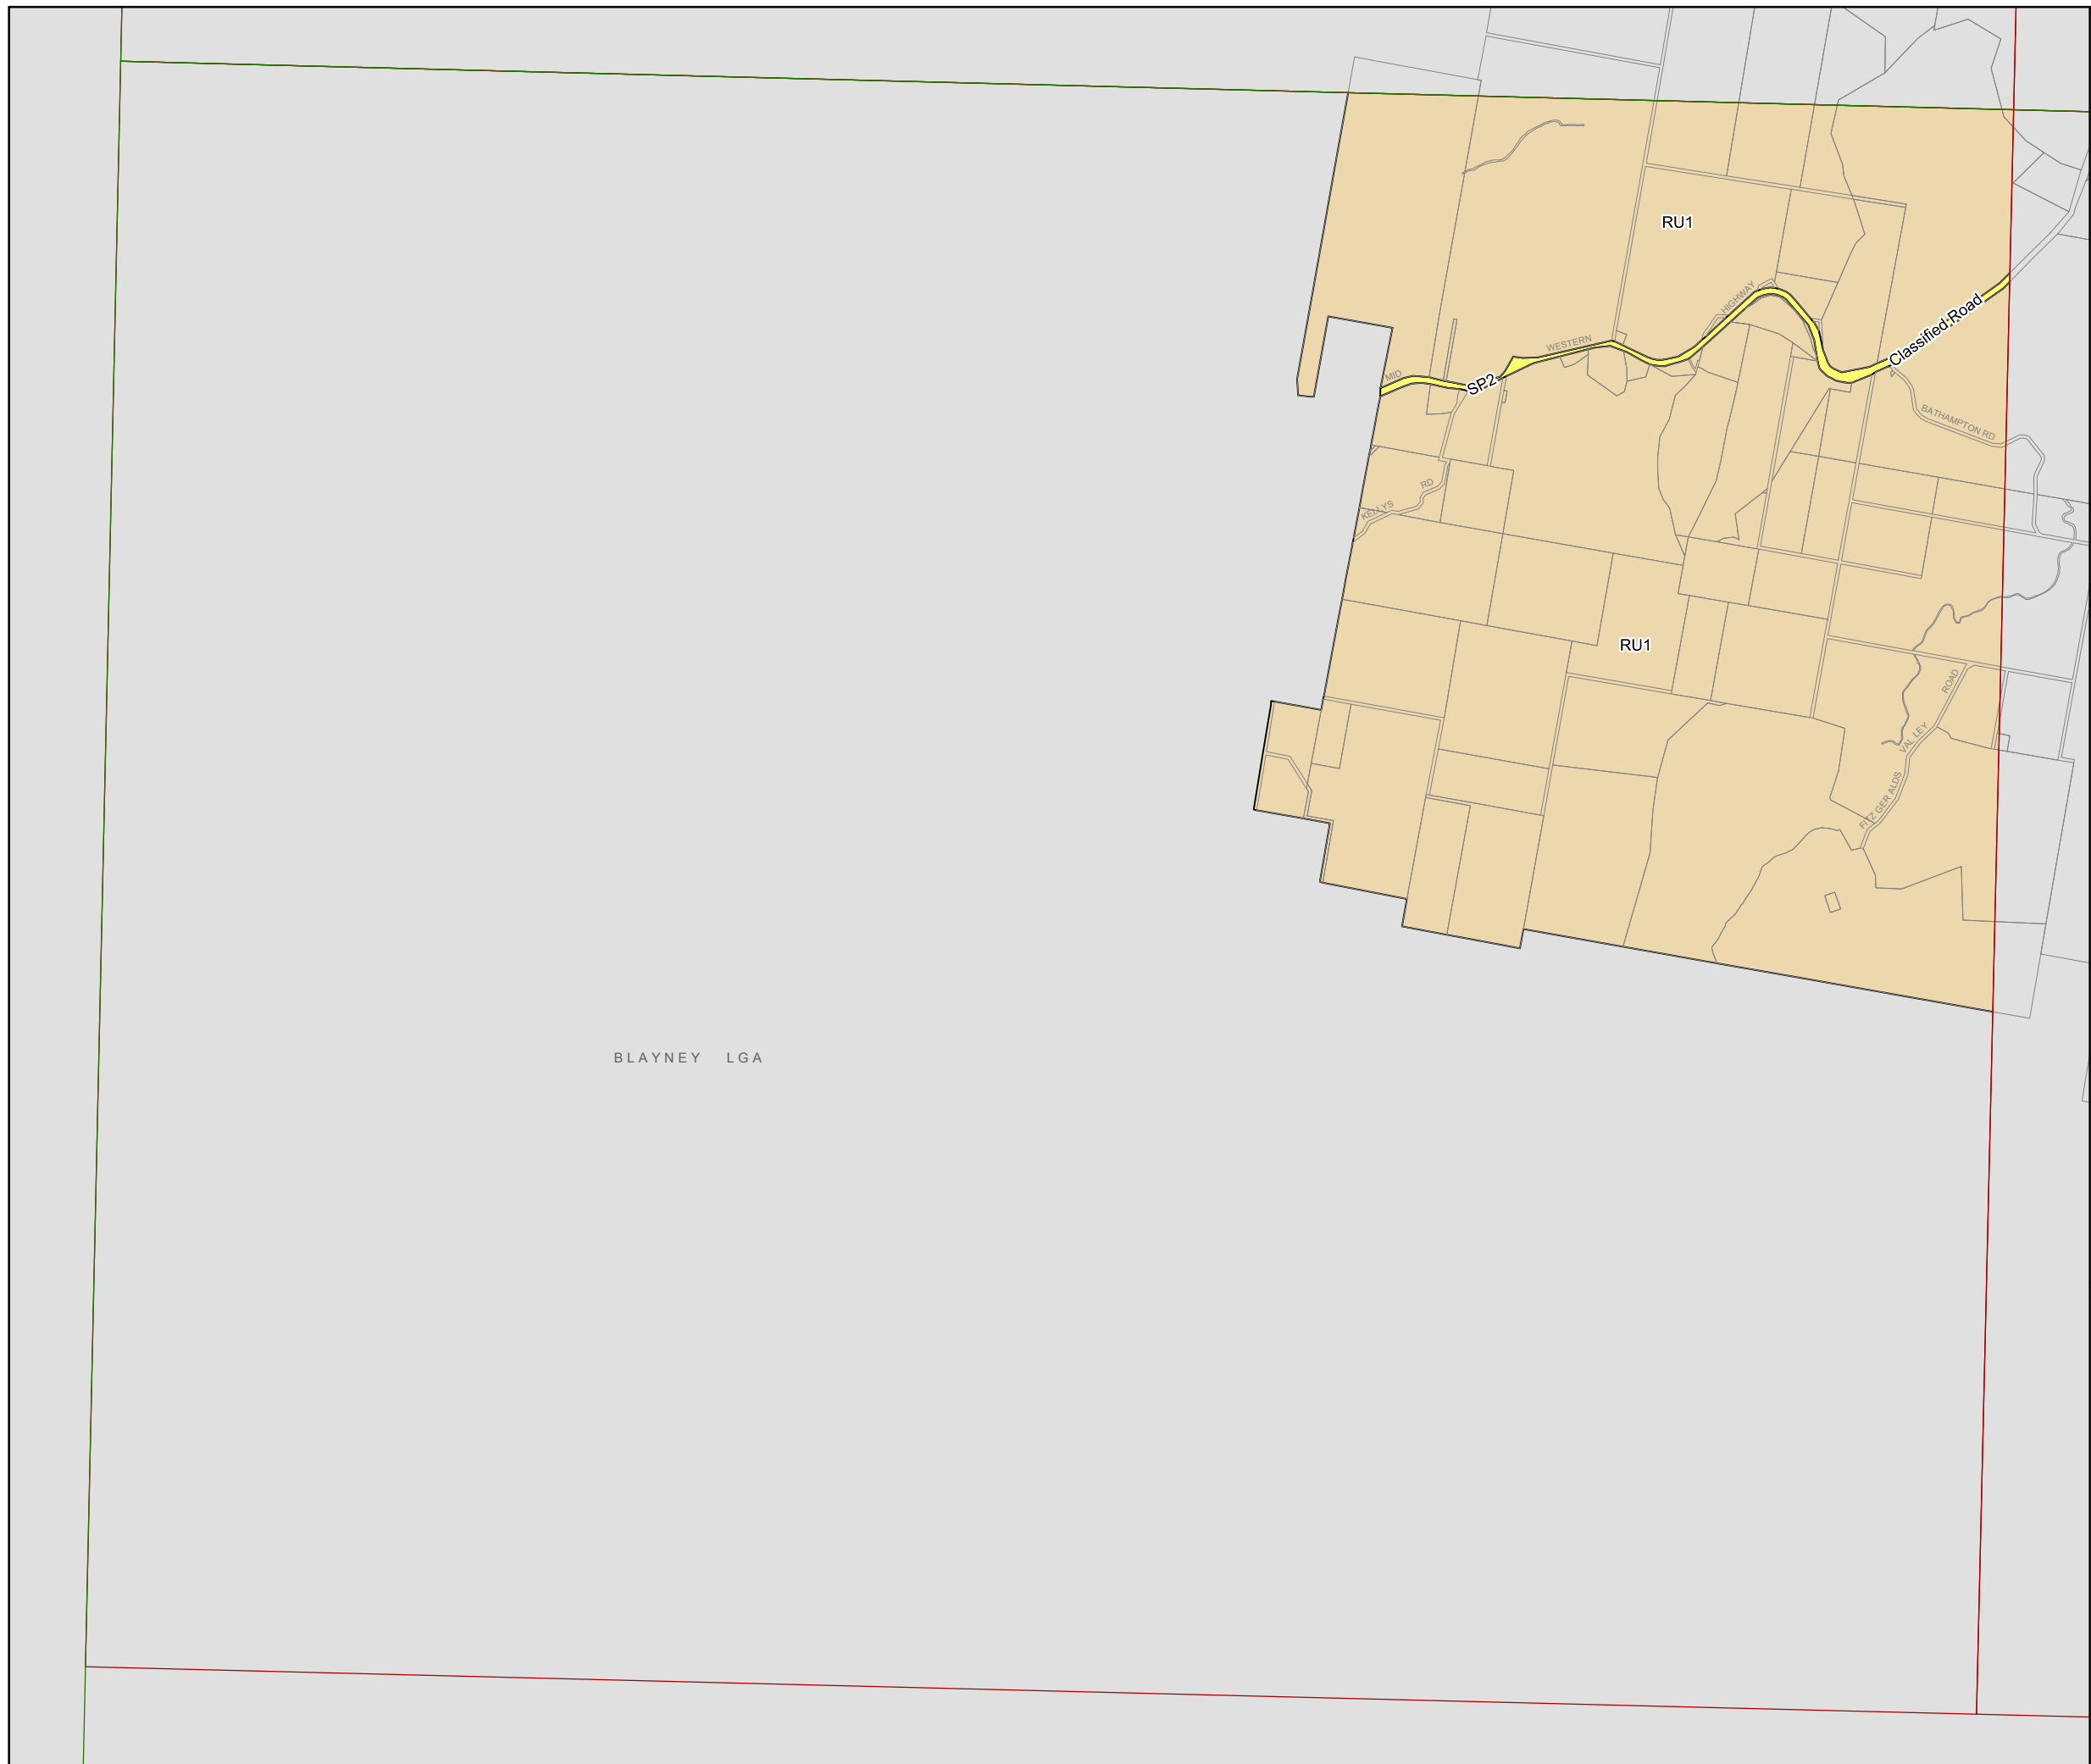 RU1
HIGHWAY
Classified Road
WESTERN
MID
SP2
BATHAMPTON RD
KELLYS RD
RU1
FITZGERALDS VALLEY ROAD
BLAYNEY LGA